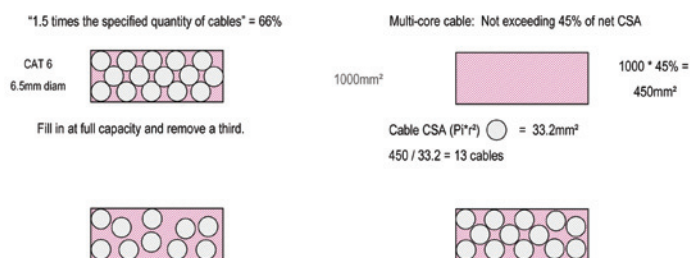 "1.5 times the specified quantity of cables" = 66%
CAT 6
6.5mm diam
Fill in at full capacity and remove a third.
1000mm²
Multi-core cable: Not exceeding 45% of net CSA
1000 * 45% =
450mm²
Cable CSA (Pi*r²) = 33.2mm²
450 / 33.2 = 13 cables